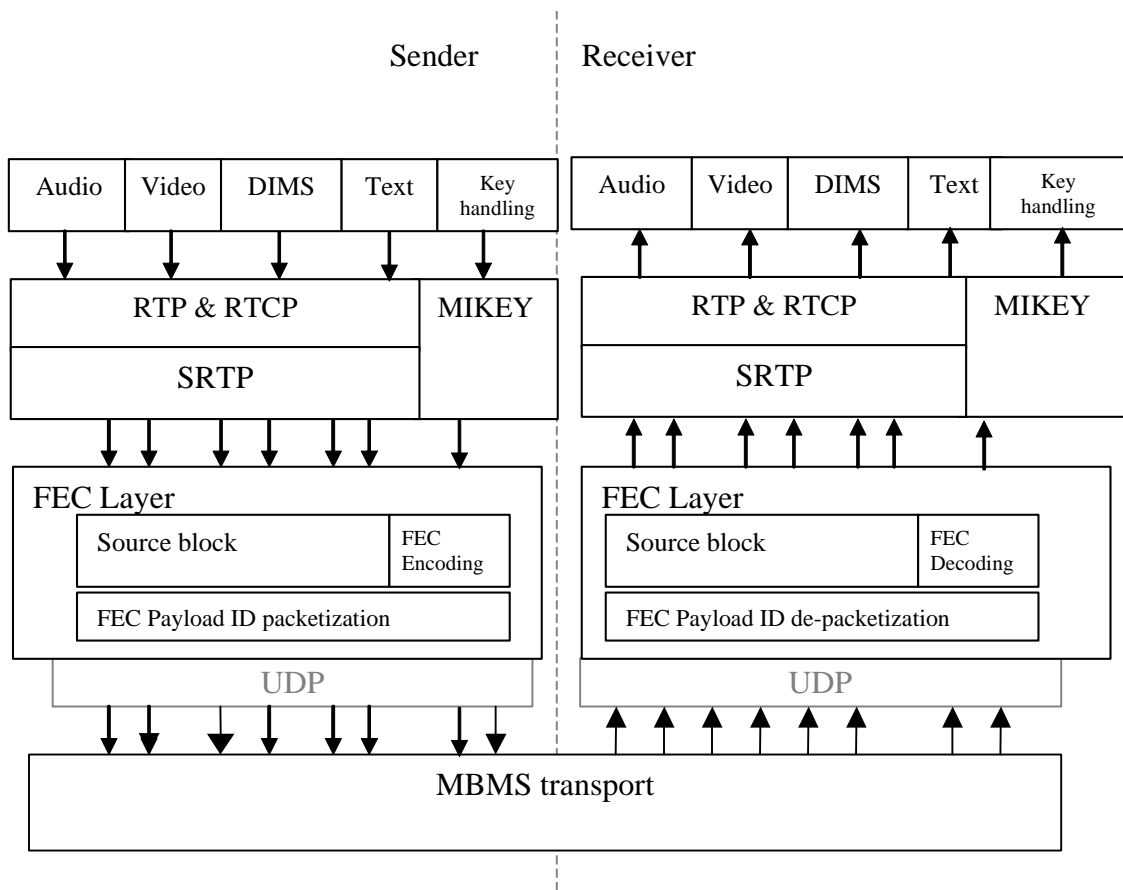 Sender
Receiver
Audio
Video
DIMS
Text
Key
handling
RTP & RTCP
MIKEY
SRTP
FEC Layer
Source block
FEC
Encoding
FEC Payload ID packetization
UDP
Audio
Video
DIMS
Text
Key
handling
RTP & RTCP
MIKEY
SRTP
FEC Layer
Source block
FEC
Decoding
FEC Payload ID de-packetization
UDP
MBMS transport